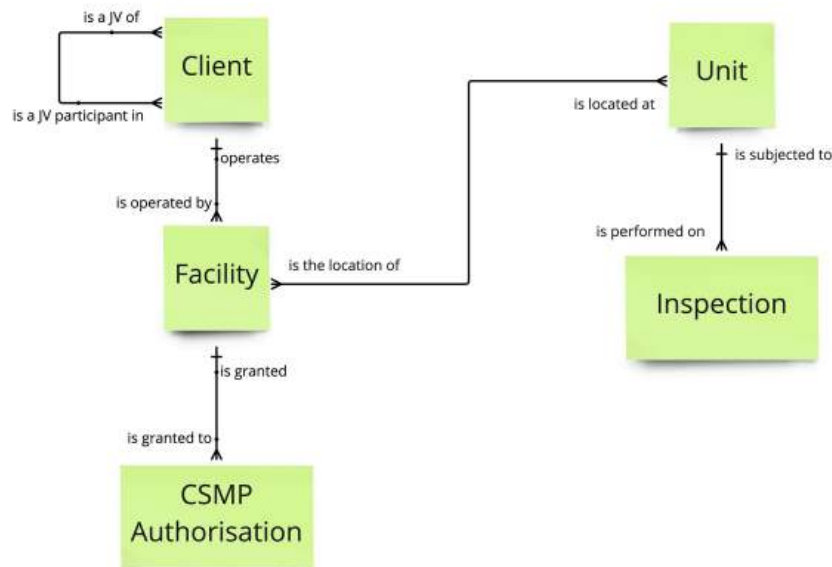 is a JV of
Client
Unit
is a JV participant in
is located at
operates
is subjected to
is operated by
is performed on
Facility
is the location of
Inspection
is granted
is granted to
CSMP
Authorisation